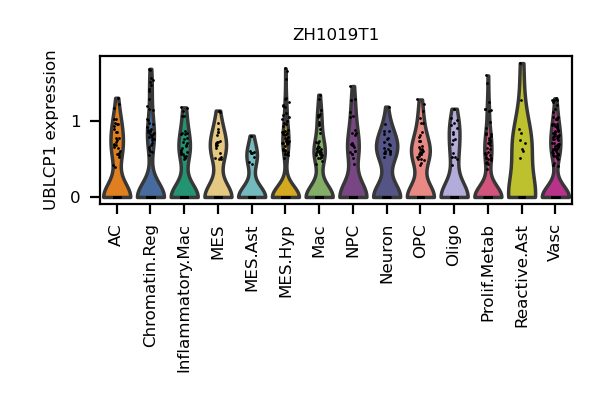 ZH1019T1
UBLCP1 expression
1
0
AC
Chromatin.Reg
Inflammatory.Mac
MES
MES.Ast
MES.Hyp
Mac
NPC
Neuron
OPC
Oligo
Prolif.Metab
Reactive.Ast
Vasc